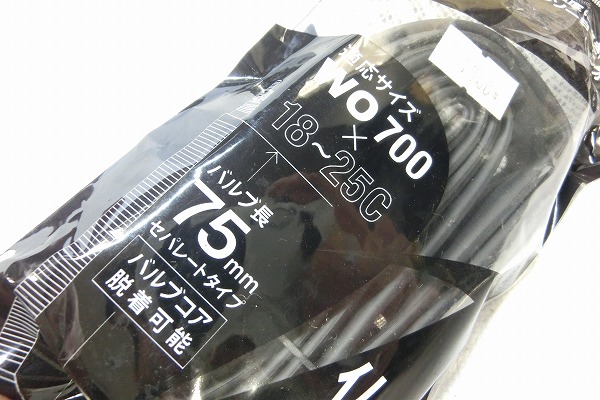 適応サイズ
WO 700
×
18〜25C
バルブ長
75mm
セパレートタイプ
バルブコア
脱着可能